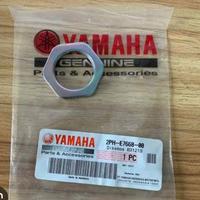 YAMAHA
GENUINE
Parts & Accessories
YAMAHA
Parts & Accessories
2PH-E7668-00
1 PC